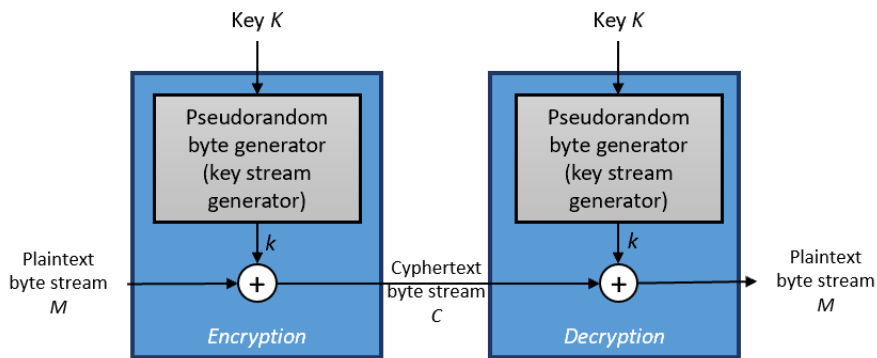 Key K
Key K
Pseudorandom
byte generator
(key stream
generator)
Pseudorandom
byte generator
(key stream
generator)
k
k
Plaintext
byte stream
M
+
Cyphertext
byte stream
C
+
Plaintext
byte stream
M
Encryption
Decryption